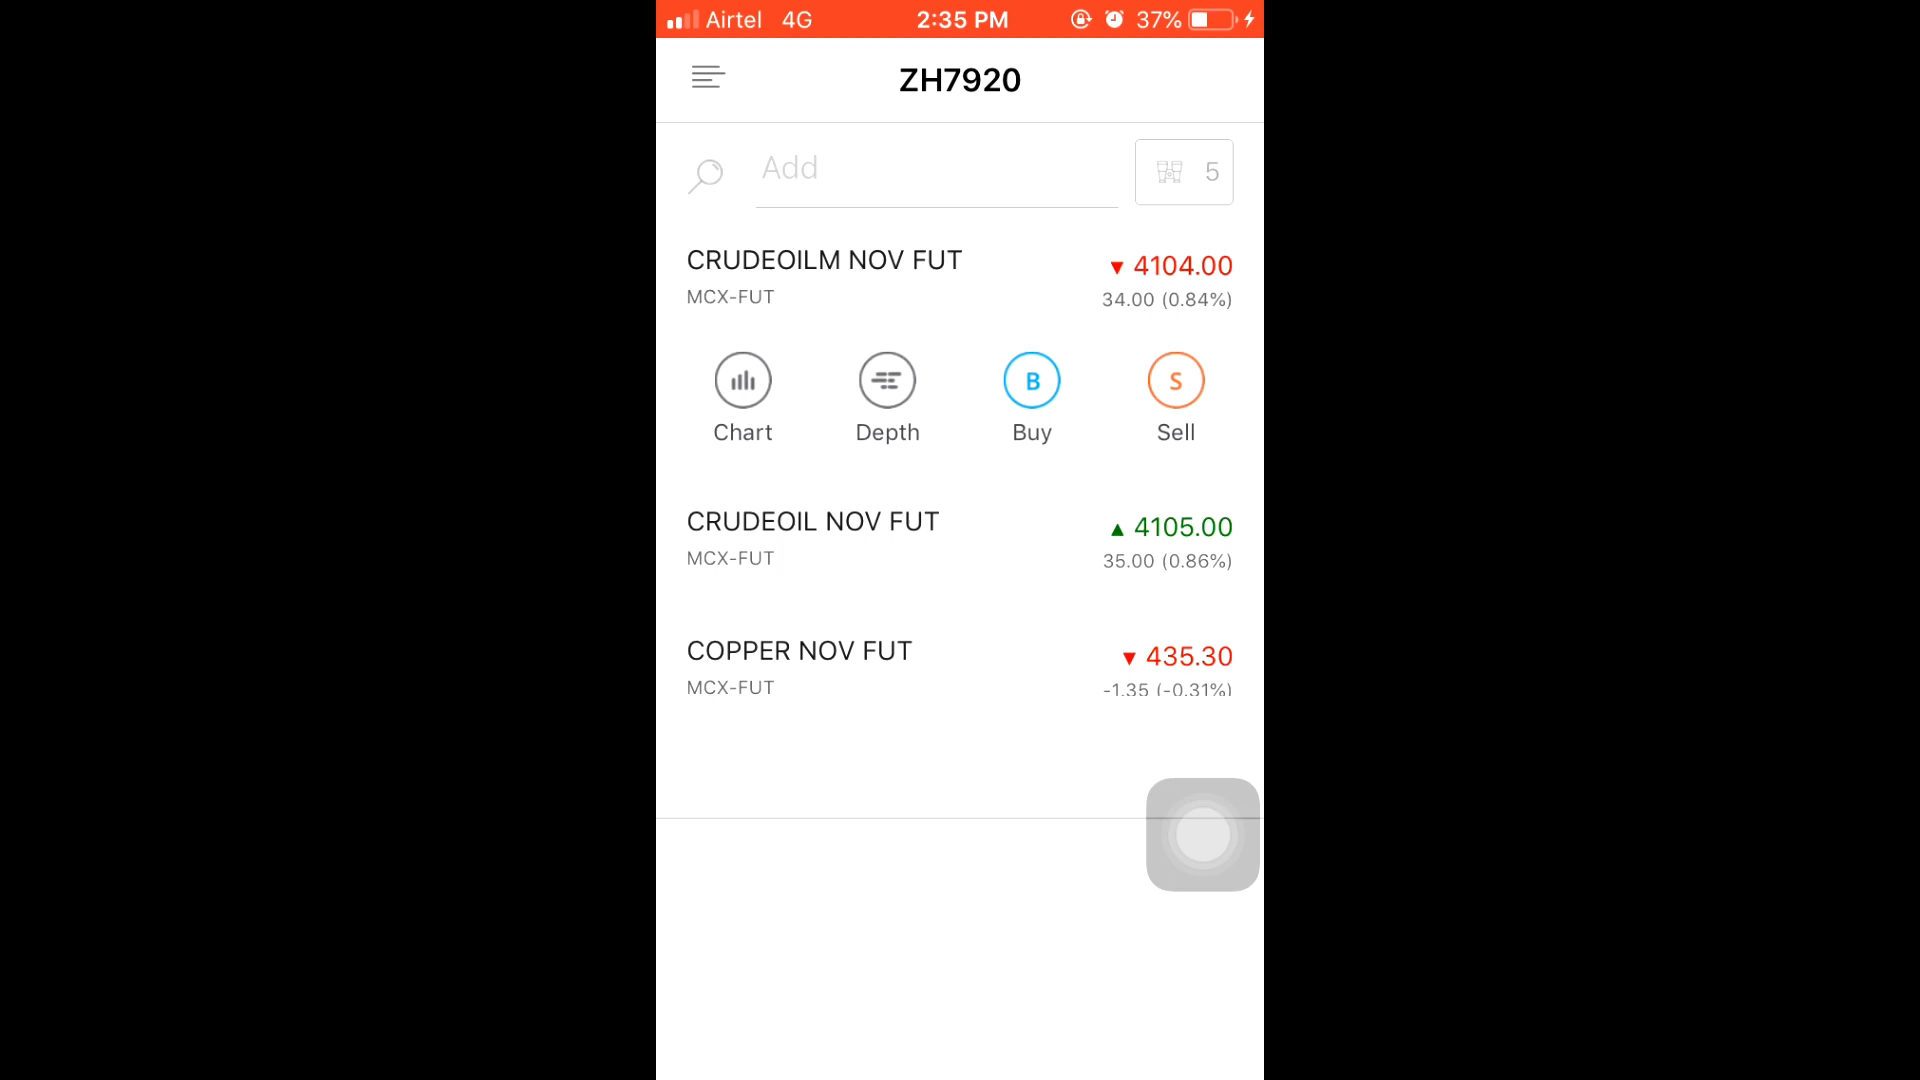 Airtel 4G 2:35 PM 37%
ZH7920
Add 5
CRUDEOILM NOV FUT ▼ 4104.00
MCX-FUT 34.00 (0.84%)
B S
Chart Depth Buy Sell
CRUDEOIL NOV FUT ▲ 4105.00
MCX-FUT 35.00 (0.86%)
COPPER NOV FUT ▼ 435.30
MCX-FUT -1.35 (-0.31%)